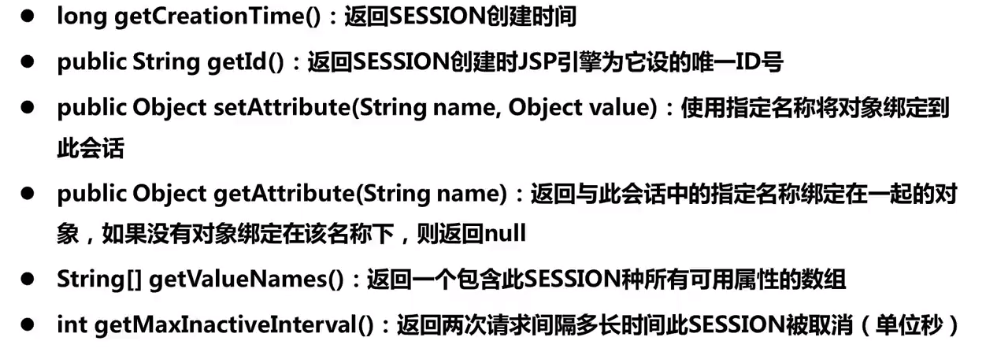 ● long getCreationTime()：返回SESSION创建时间
● public String getId()：返回SESSION创建时JSP引擎为它设的唯一ID号
● public Object setAttribute(String name, Object value)：使用指定名称将对象绑定到
此会话
● public Object getAttribute(String name)：返回与此会话中的指定名称绑定在一起的对
象，如果没有对象绑定在该名称下，则返回null
● String[] getValueNames()：返回一个包含此SESSION种所有可用属性的数组
● int getMaxInactiveInterval()：返回两次请求间隔多长时间此SESSION被取消（单位秒）